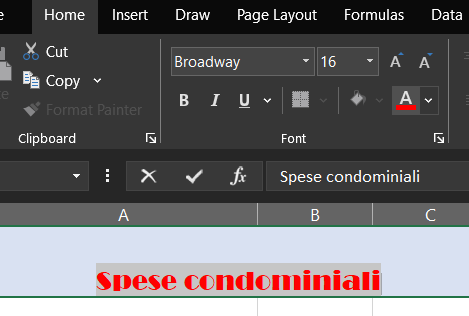 Home Insert Draw Page Layout Formulas Data
Cut
Broadway 16 A A
Copy
B I U A
Format Painter
Clipboard Font
fx Spese condominiali
A B C
Spese condominiali